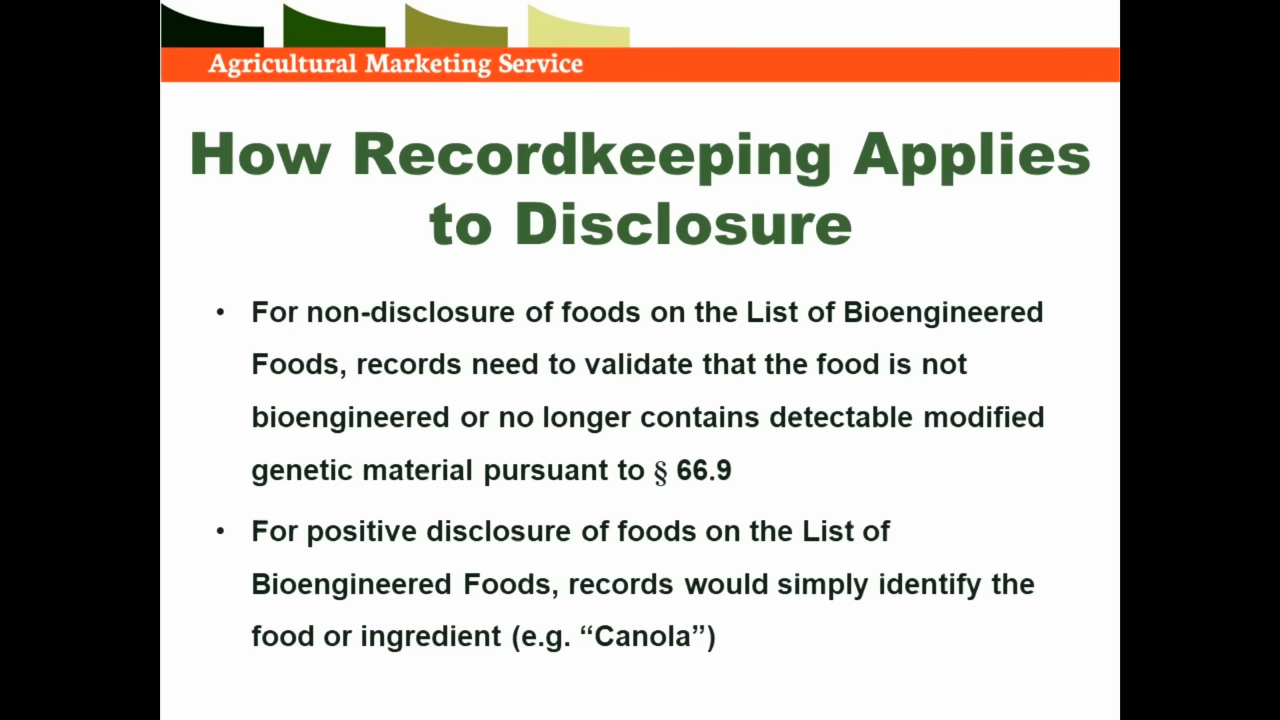 Agricultural Marketing Service
How Recordkeeping Applies
to Disclosure
• For non-disclosure of foods on the List of Bioengineered
Foods, records need to validate that the food is not
bioengineered or no longer contains detectable modified
genetic material pursuant to § 66.9
• For positive disclosure of foods on the List of
Bioengineered Foods, records would simply identify the
food or ingredient (e.g. “Canola”)